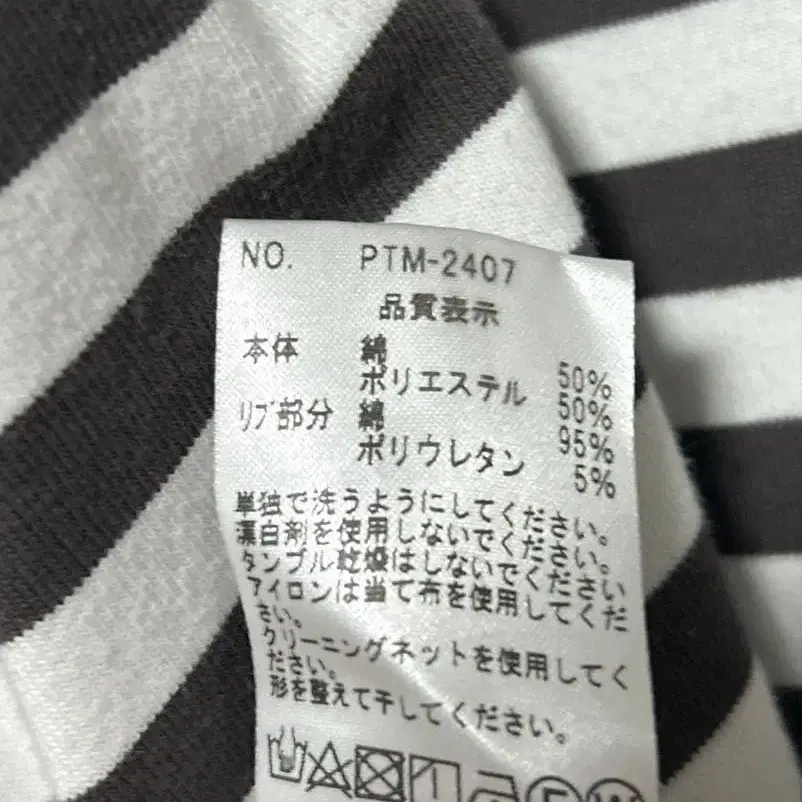 NO. PTM-2407
品質表示
本体 綿 50%
ポリエステル 50%
リブ部分 綿 95%
ポリウレタン 5%
単独で洗うようにしてください。
漂白剤を使用しないでください。
タンブル乾燥はしないでください
アイロンは当て布を使用してくだ
さい。
クリーニングネットを使用してく
ださい。
形を整えて干してください。